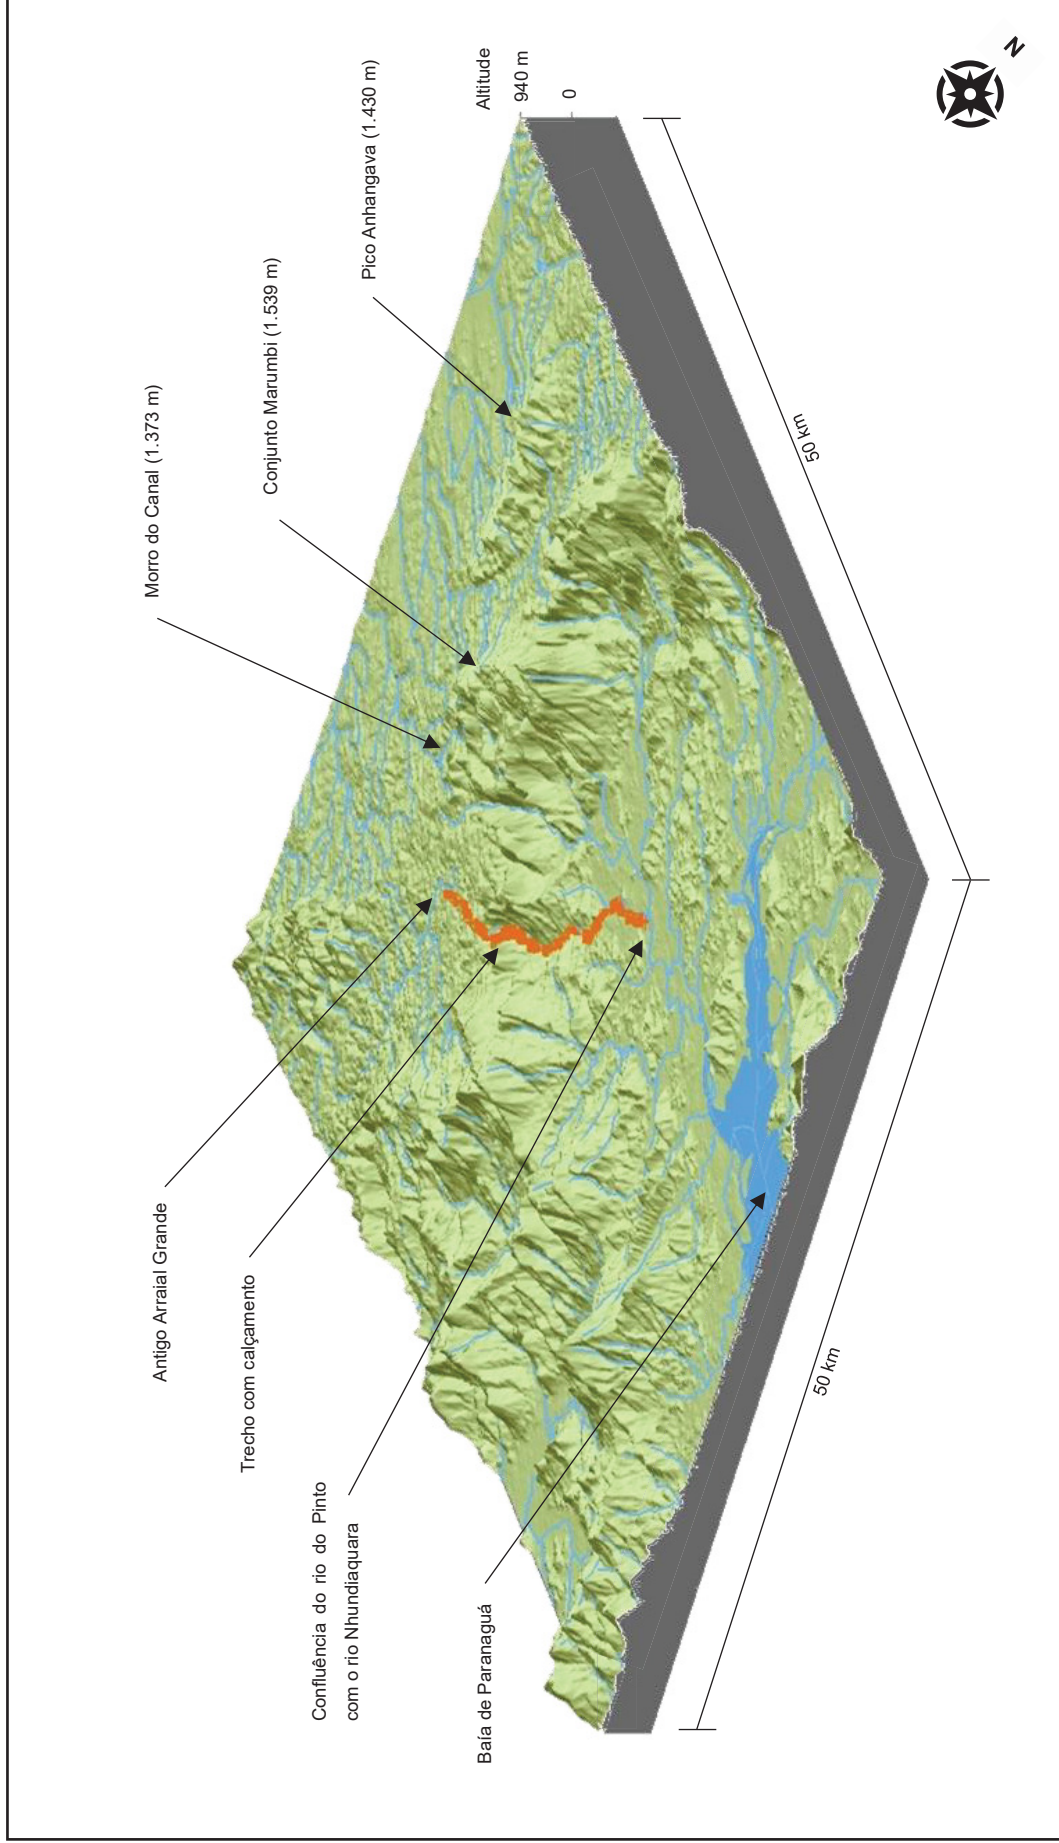 Altitude
940 m
0
Pico Anhangava (1.430 m)
Conjunto Marumbi (1.539 m)
Morro do Canal (1.373 m)
Antigo Arraial Grande
Trecho com calçamento
Confluência do rio do Pinto
com o rio Nhundiaquara
Baía de Paranaguá
50 km
50 km
N